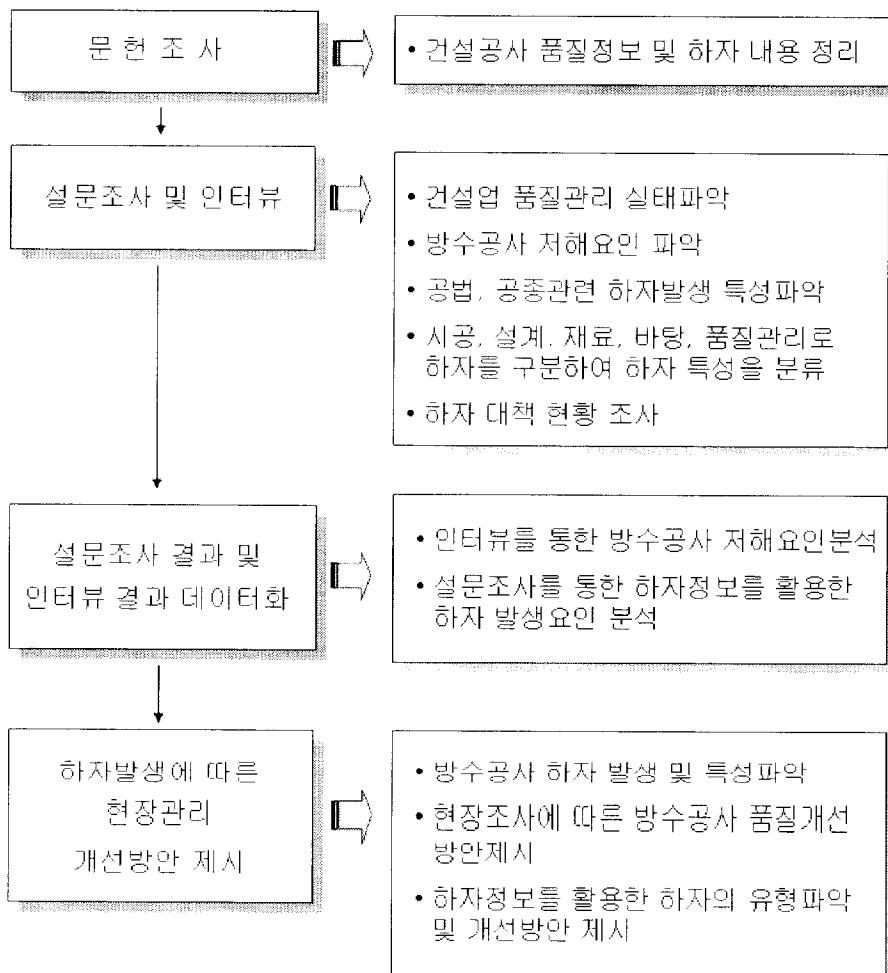 문 헌 조 사
• 건설공사 품질정보 및 하자 내용 정리
설문조사 및 인터뷰
• 건설업 품질관리 실태파악
• 방수공사 저해요인 파악
• 공법, 공종관련 하자발생 특성파악
• 시공, 설계. 재료, 바탕, 품질관리로
하자를 구분하여 하자 특성을 분류
• 하자 대책 현황 조사
설문조사 결과 및
인터뷰 결과 데이터화
• 인터뷰를 통한 방수공사 저해요인분석
• 설문조사를 통한 하자정보를 활용한
하자 발생요인 분석
하자발생에 따른
현장관리
개선방안 제시
• 방수공사 하자 발생 및 특성파악
• 현장조사에 따른 방수공사 품질개선
방안제시
• 하자정보를 활용한 하자의 유형파악
및 개선방안 제시